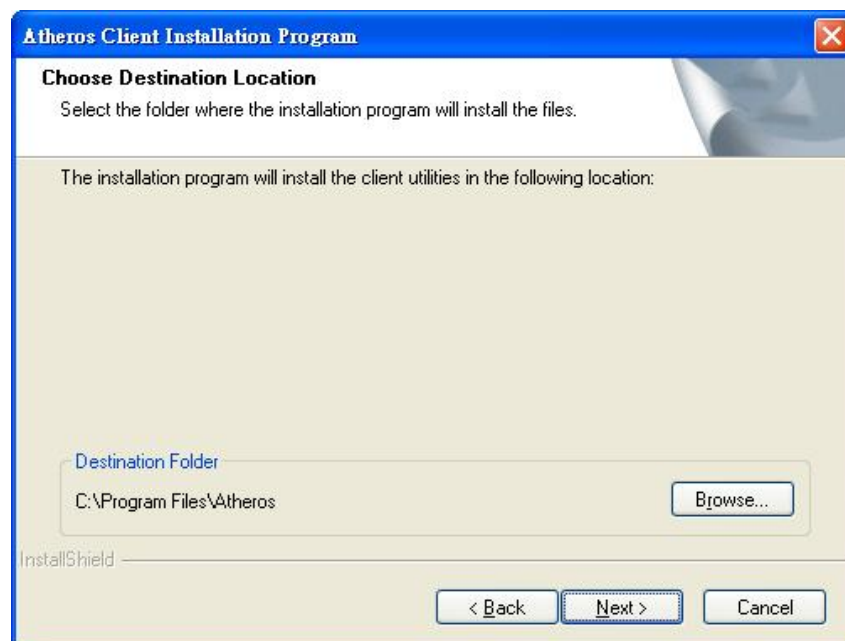 Atheros Client Installation Program
Choose Destination Location
Select the folder where the installation program will install the files.
The installation program will install the client utilities in the following location:
Destination Folder
C:\Program Files\Atheros
Browse...
InstallShield
< Back
Next >
Cancel